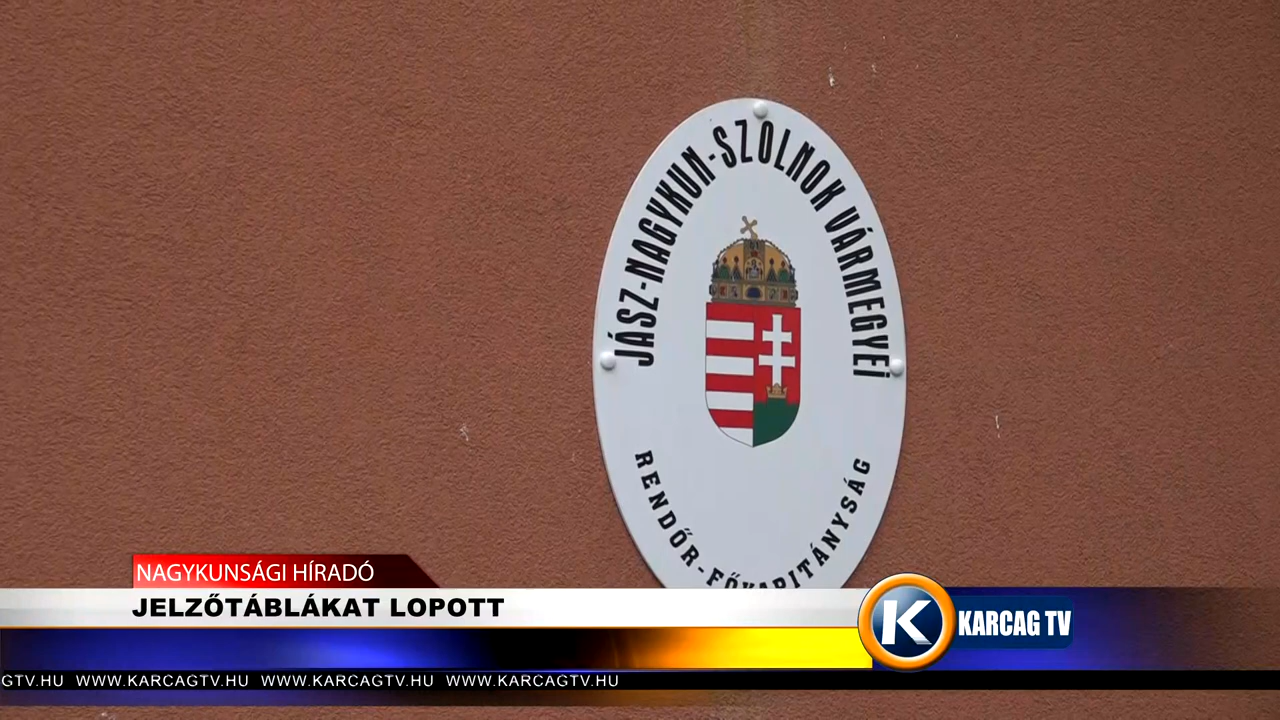 JÁSZ-NAGYKUN-SZOLNOK VÁRMEGYEI
RENDŐR-FŐKAPITÁNYSÁG
NAGYKUNSÁGI HÍRADÓ
JELZŐTÁBLÁKAT LOPOTT
K KARCAG TV
GTV.HU WWW.KARCAGTV.HU WWW.KARCAGTV.HU WWW.KARCAGTV.HU